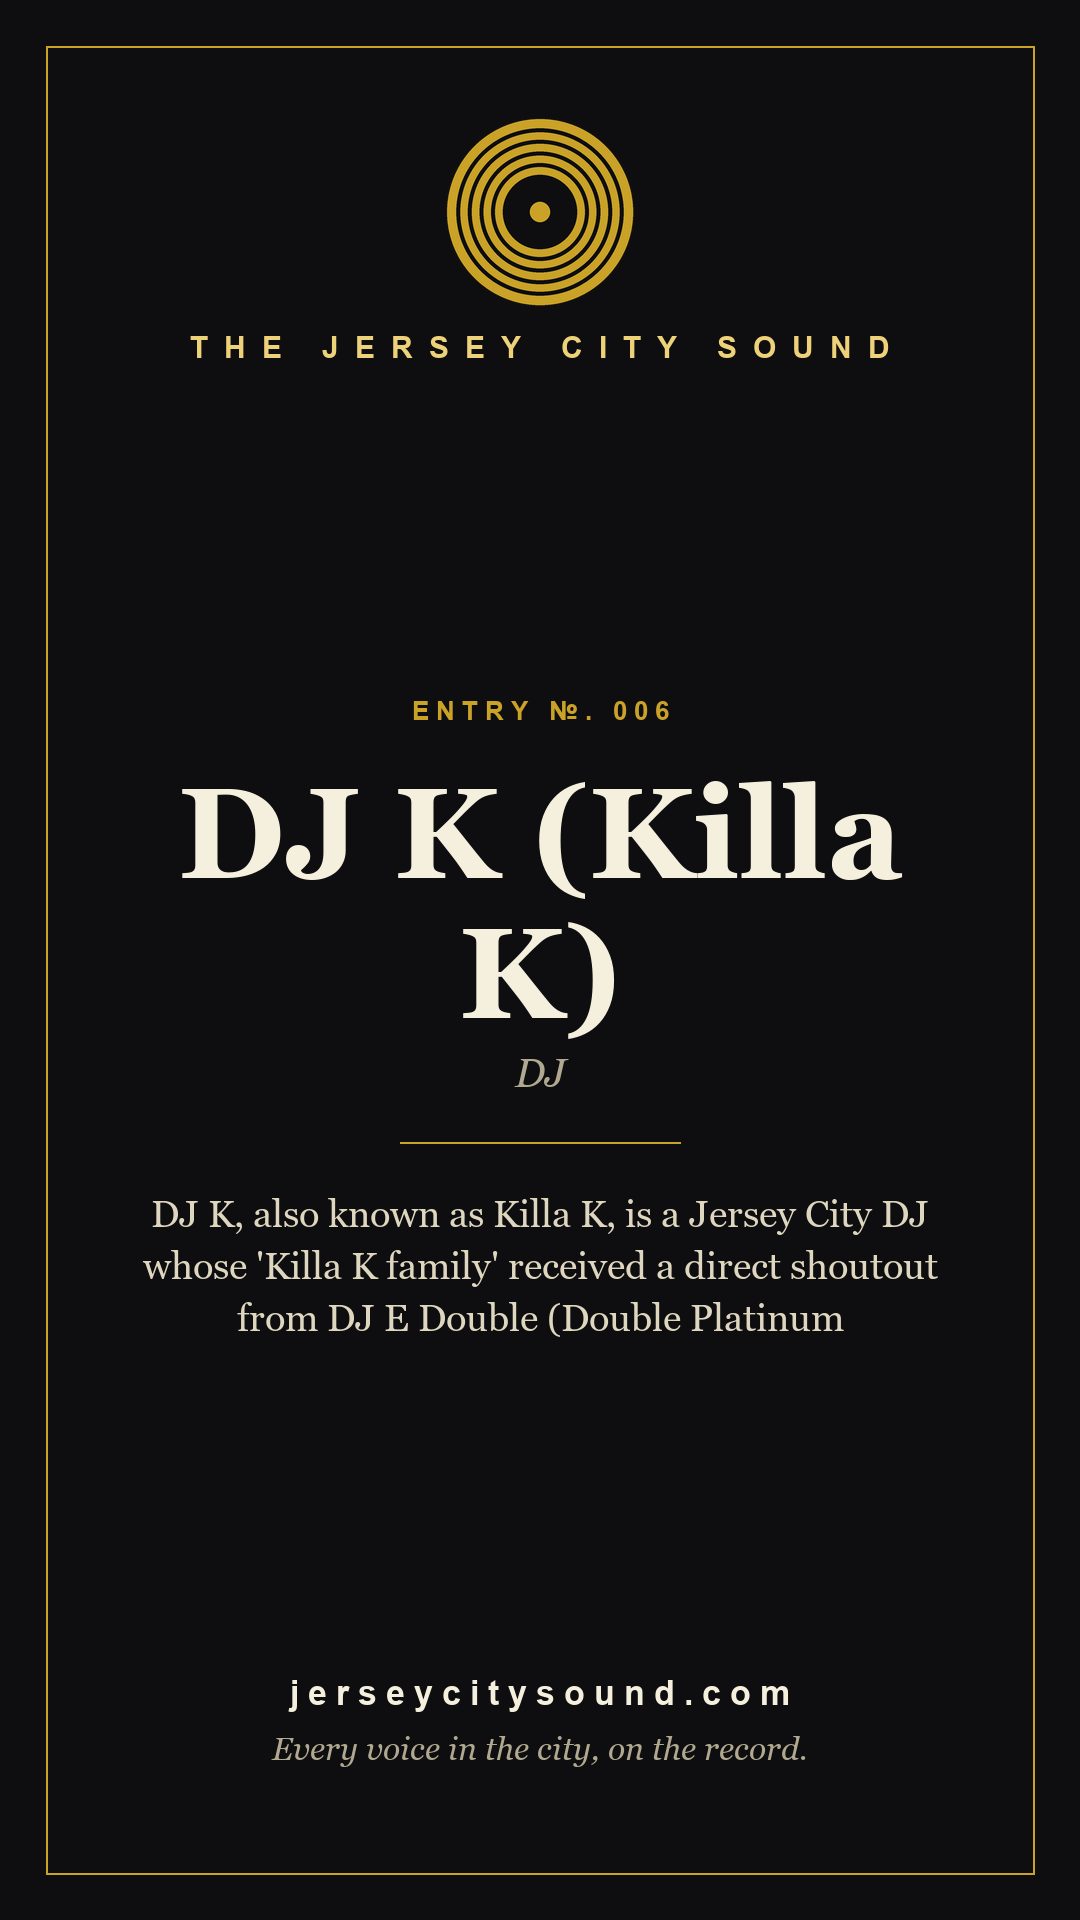 THE JERSEY CITY SOUND
ENTRY №. 006
DJ K (Killa
K)
DJ
DJ K, also known as Killa K, is a Jersey City DJ
whose 'Killa K family' received a direct shoutout
from DJ E Double (Double Platinum
jerseycitysound.com
Every voice in the city, on the record.